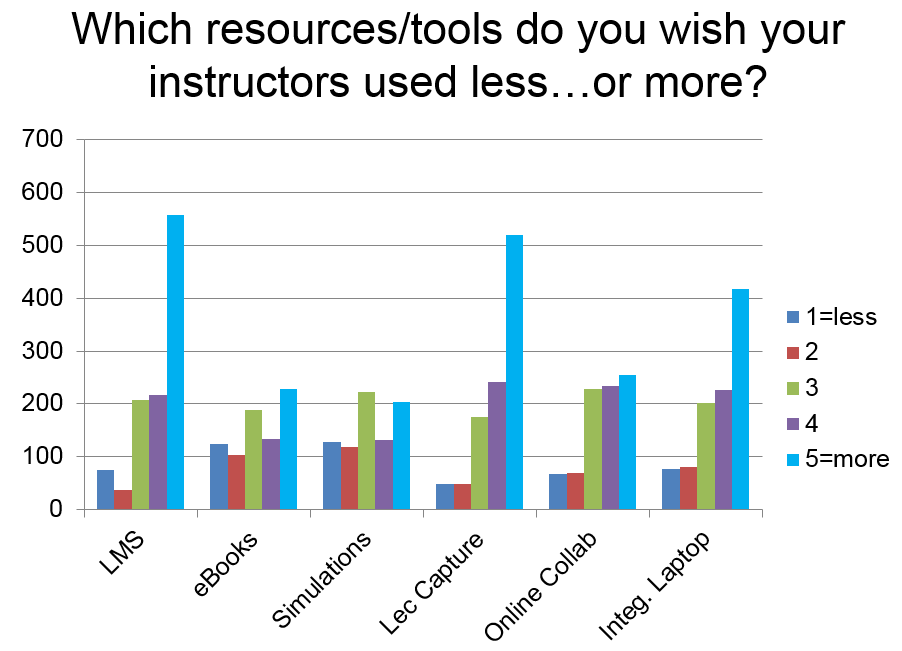 Which resources/tools do you wish your
instructors used less…or more?
700
600
500
400
300
200
100
0
LMS
eBooks
Simulations
Lec Capture
Online Collab
Integ. Laptop
1=less
2
3
4
5=more